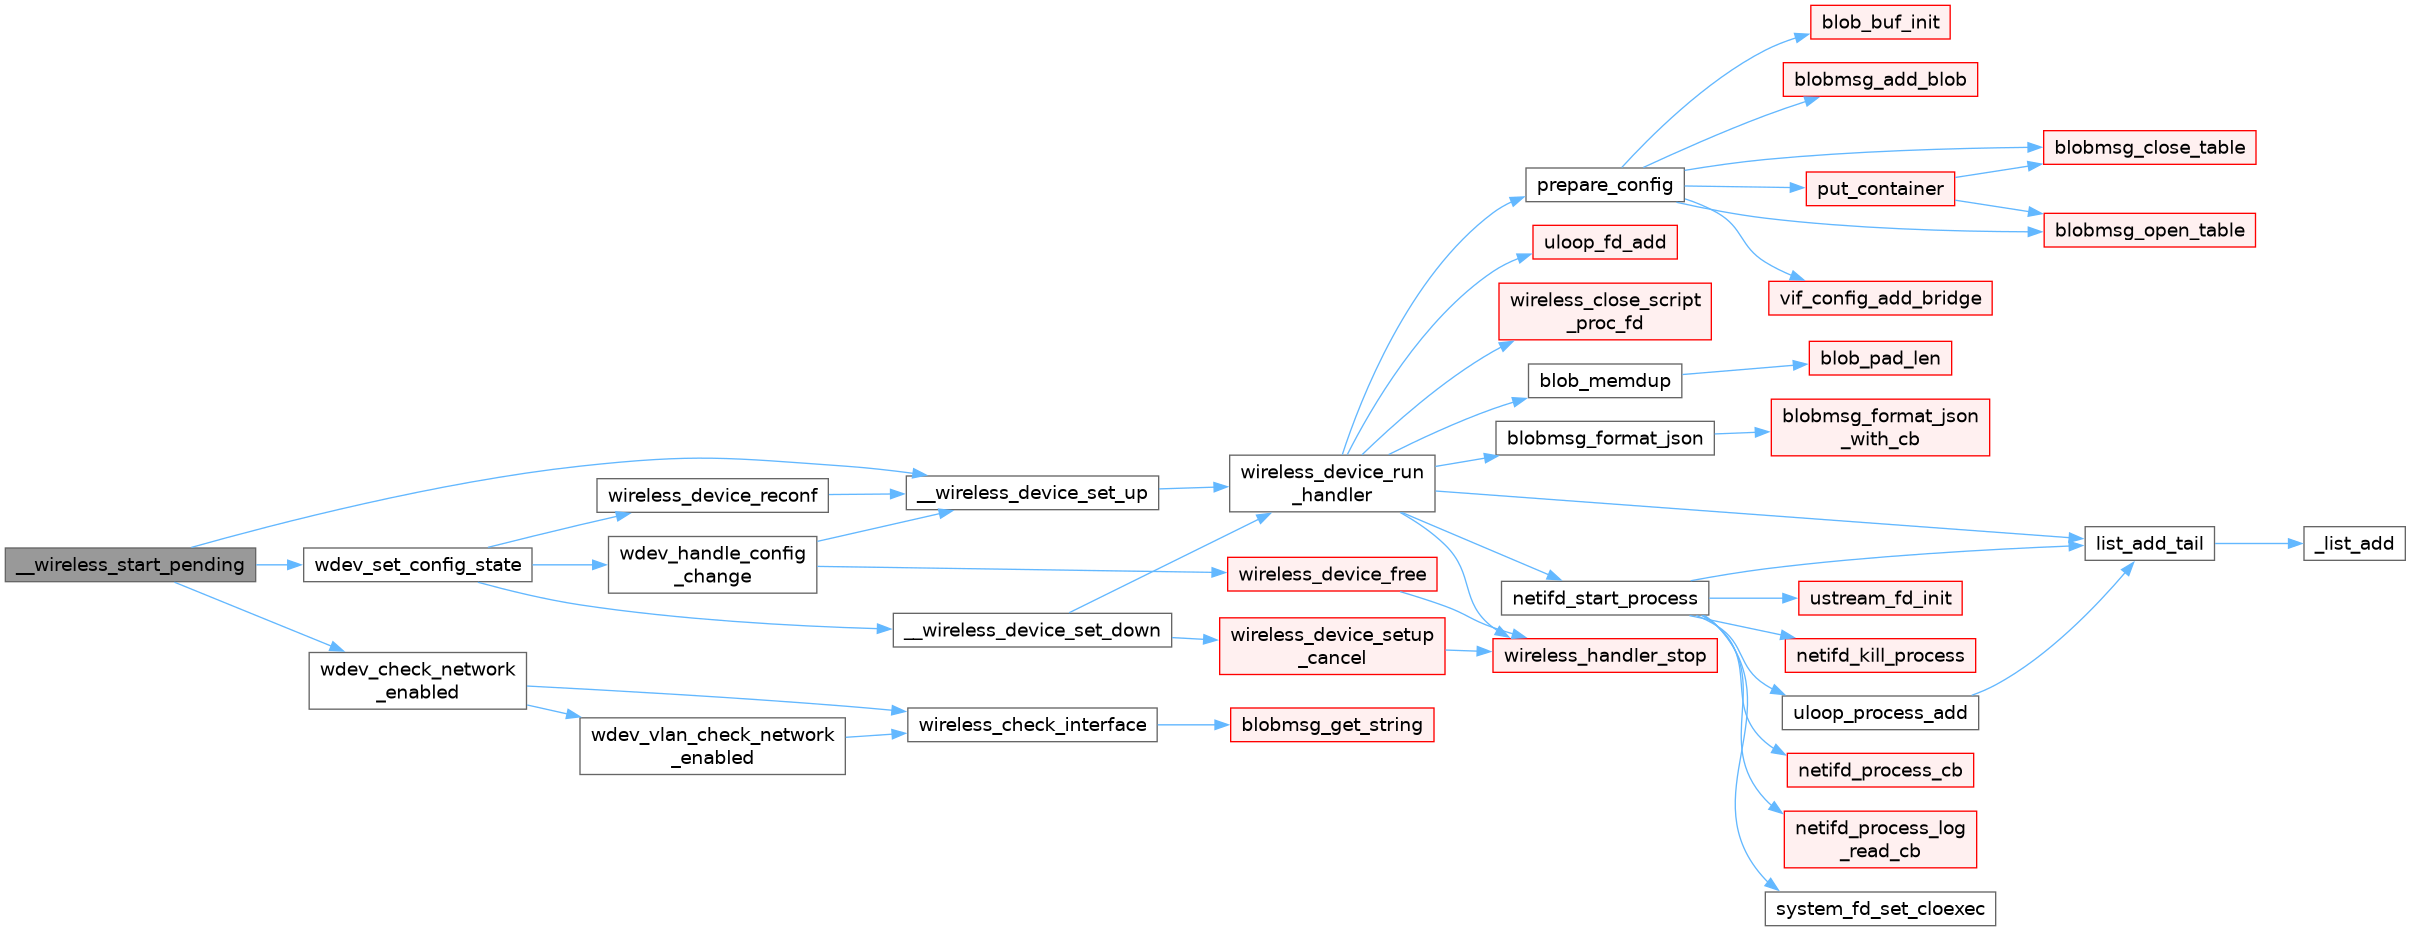 __wireless_start_pending
wdev_set_config_state
wdev_check_network
_enabled
wireless_device_reconf
wdev_handle_config
_change
wdev_vlan_check_network
_enabled
__wireless_device_set_up
__wireless_device_set_down
wireless_check_interface
wireless_device_run
_handler
wireless_device_free
wireless_device_setup
_cancel
blobmsg_get_string
prepare_config
uloop_fd_add
wireless_close_script
_proc_fd
blob_memdup
blobmsg_format_json
netifd_start_process
wireless_handler_stop
blob_buf_init
blobmsg_add_blob
put_container
vif_config_add_bridge
blob_pad_len
blobmsg_format_json
_with_cb
ustream_fd_init
netifd_kill_process
uloop_process_add
netifd_process_cb
netifd_process_log
_read_cb
system_fd_set_cloexec
blobmsg_close_table
blobmsg_open_table
list_add_tail
_list_add